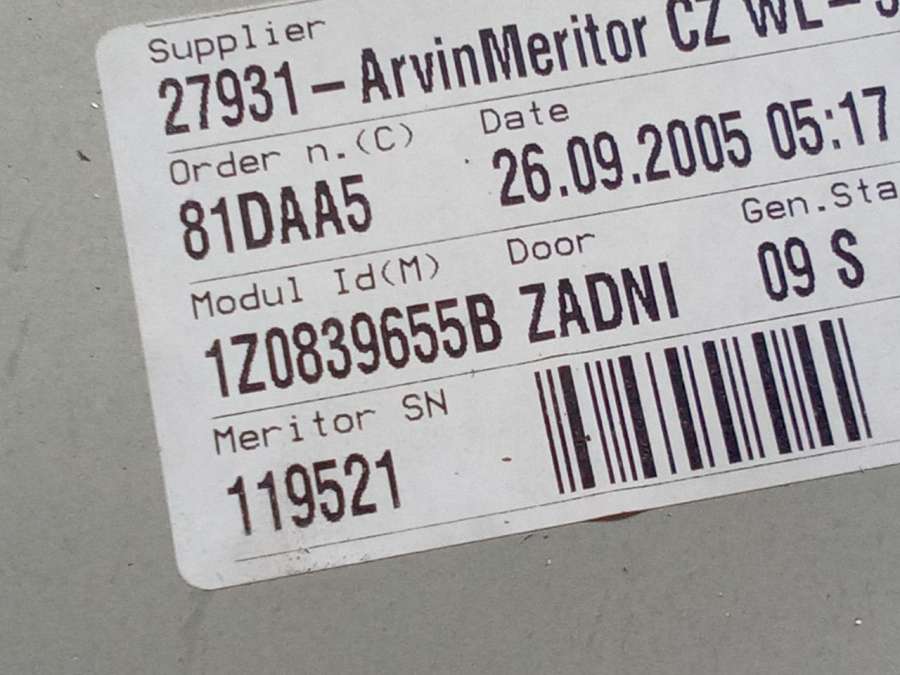 Supplier
27931-ArvinMeritor CZ WL-
Order n.(C) Date
81DAA5 26.09.2005 05:17
Modul Id(M) Door Gen.Sta
1Z0839655B ZADNI 09 S
Meritor SN
119521